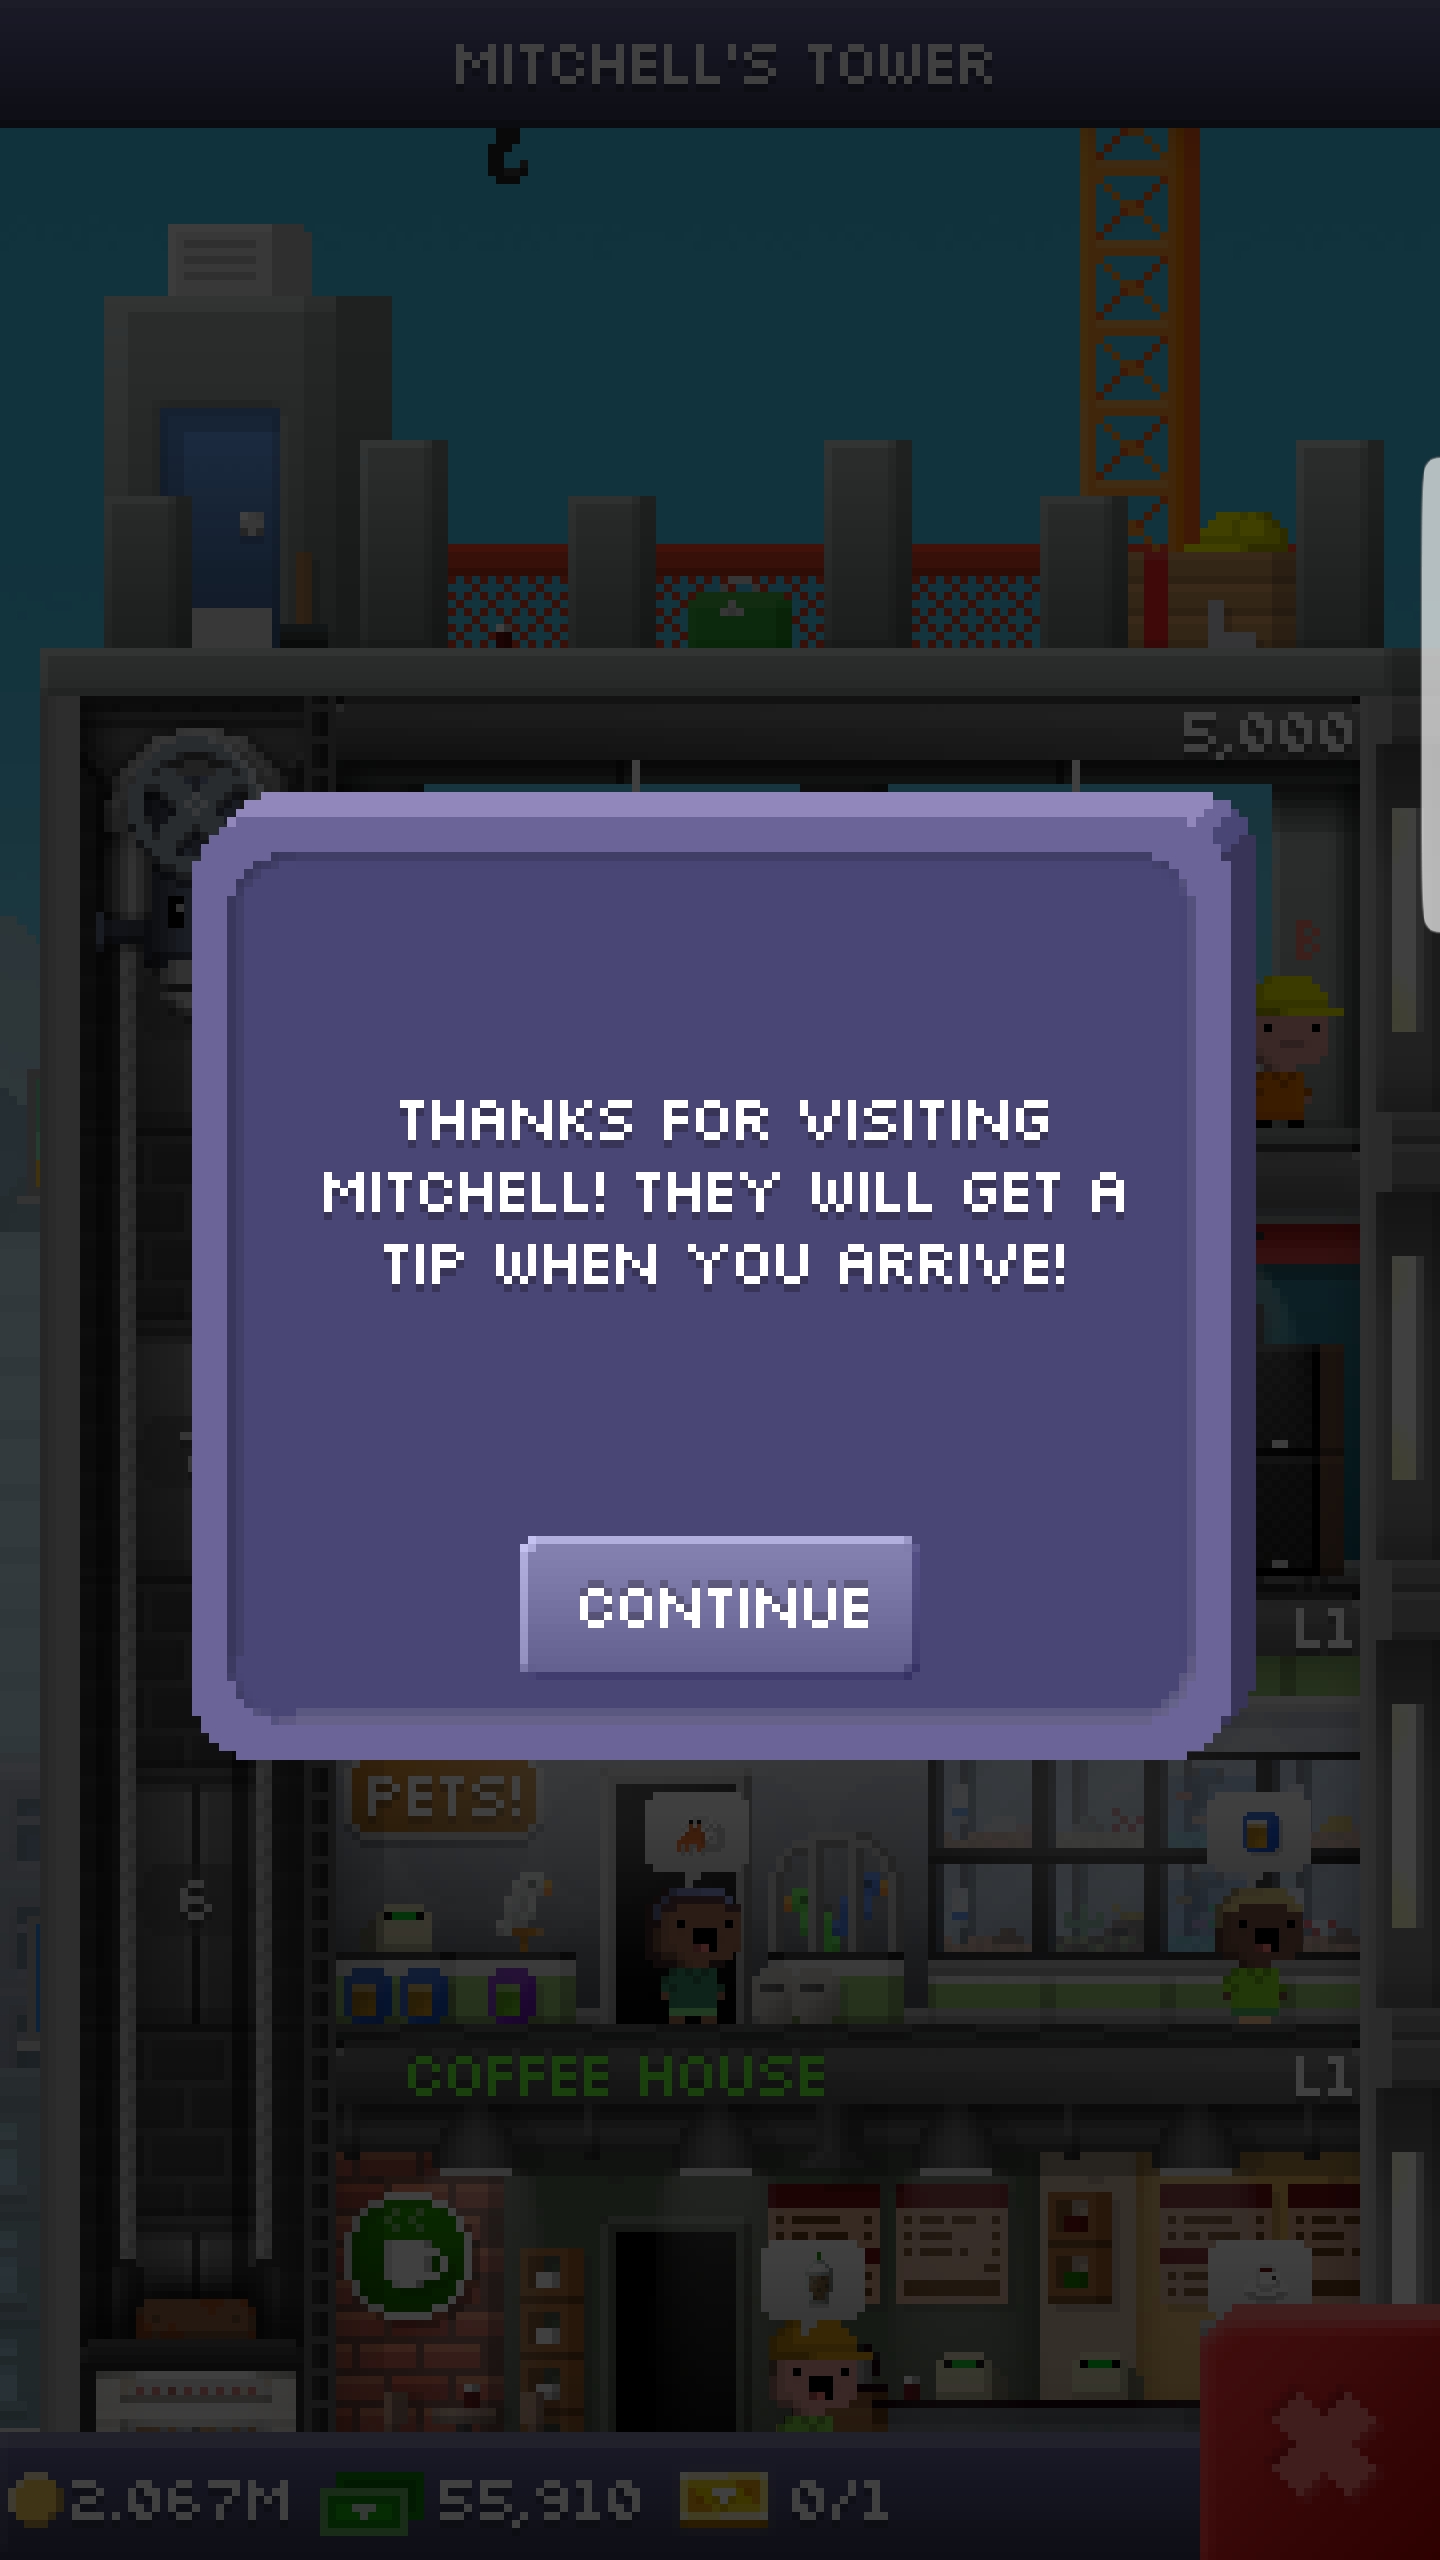 MITCHELL'S TOWER
5,000
B
THANKS FOR VISITING
MITCHELL! THEY WILL GET A
TIP WHEN YOU ARRIVE!
CONTINUE
L1
PETS!
6
COFFEE HOUSE
L1
2.067M
55,910
0/1